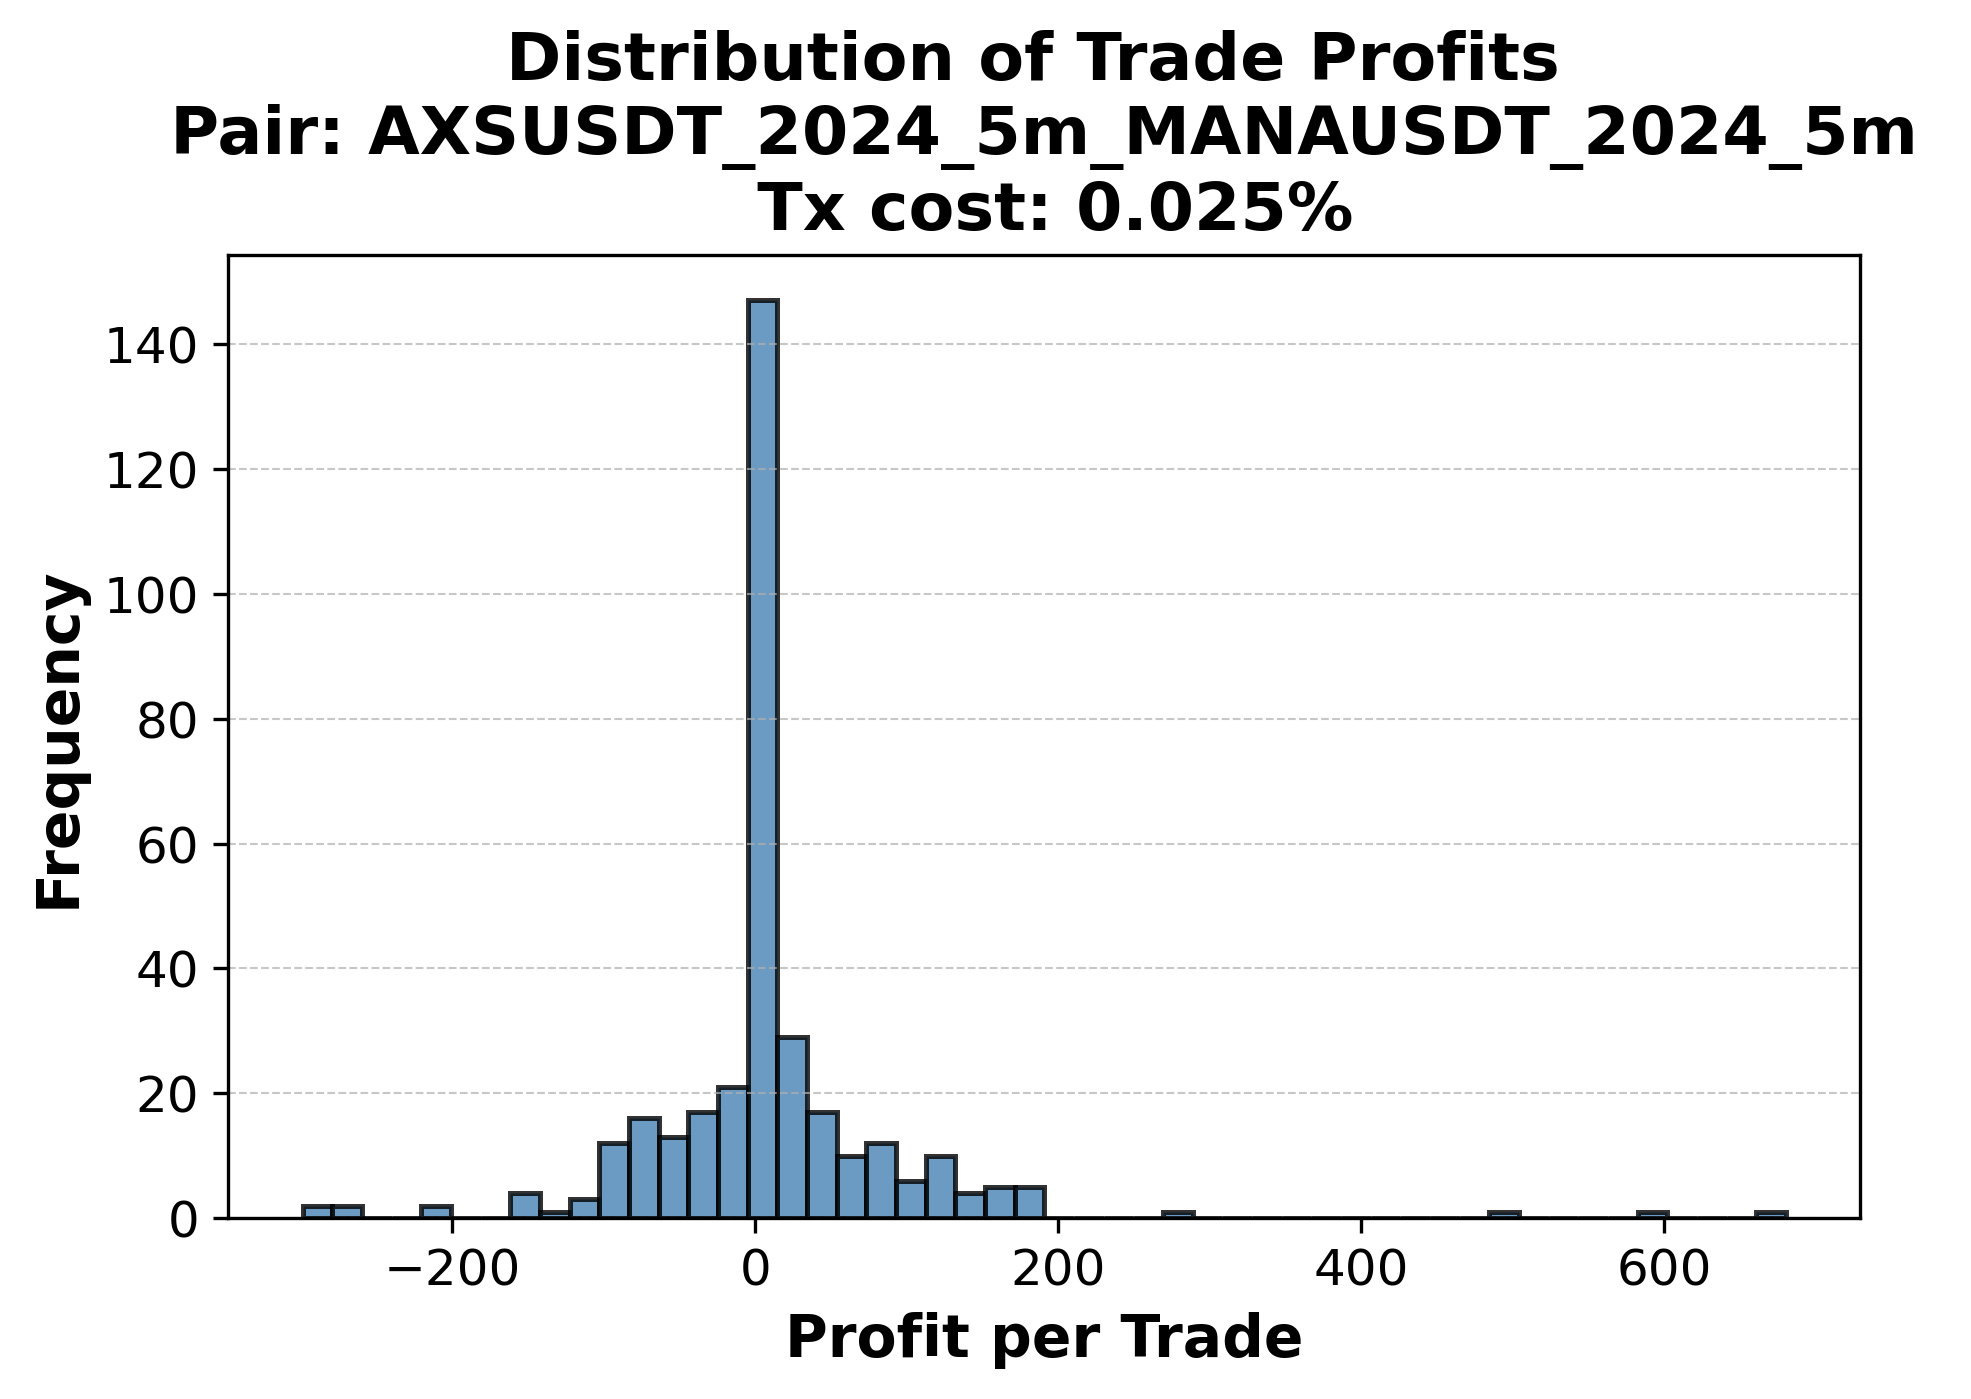 Distribution of Trade Profits
Pair: AXSUSDT_2024_5m_MANAUSDT_2024_5m
Tx cost: 0.025%
Frequency
140
120
100
80
60
40
20
0
−200
0
200
400
600
Profit per Trade